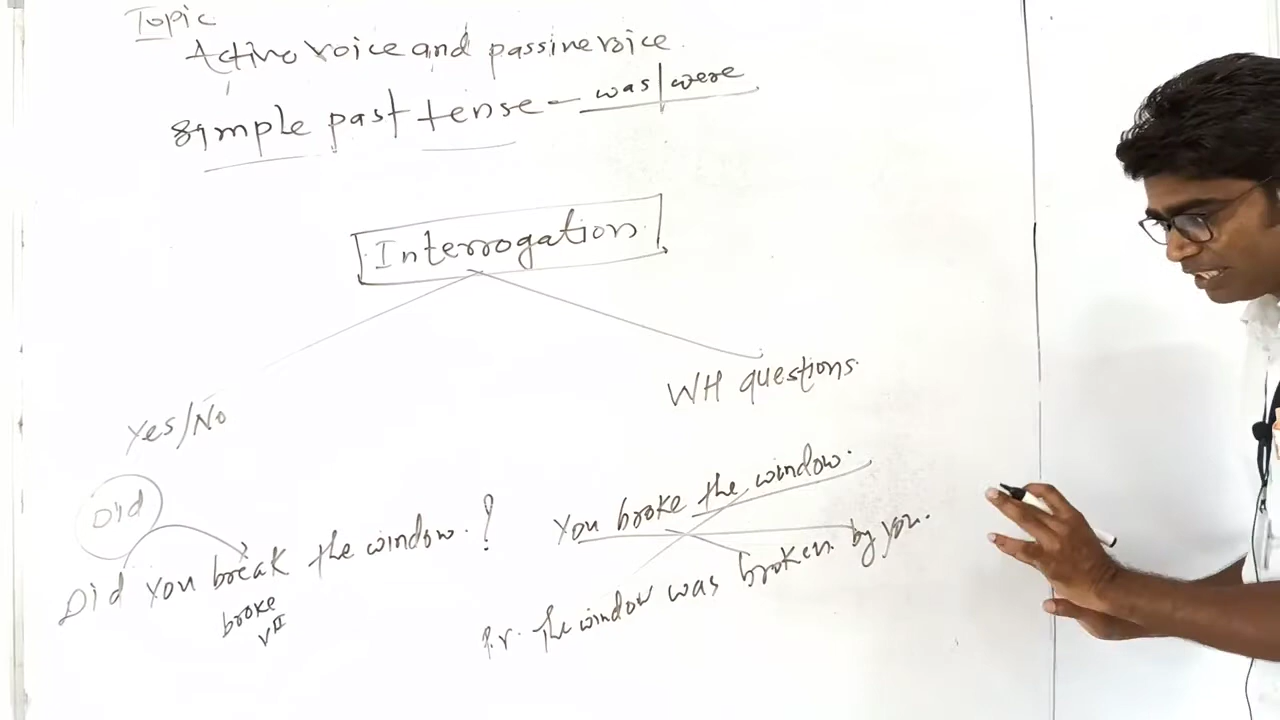 Topic
Active voice and passive voice.
Simple past tense - was/were
Interrogation
Yes/No
WH questions.
Did
Did you break the window. ?
broke
VII
You broke the window.
P.V. the window was broken by you.